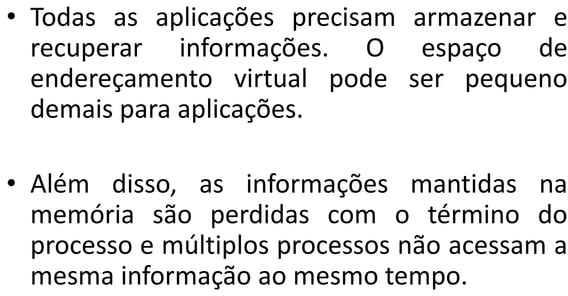 • Todas as aplicações precisam armazenar e
recuperar informações. O espaço de
endereçamento virtual pode ser pequeno
demais para aplicações.
• Além disso, as informações mantidas na
memória são perdidas com o término do
processo e múltiplos processos não acessam a
mesma informação ao mesmo tempo.